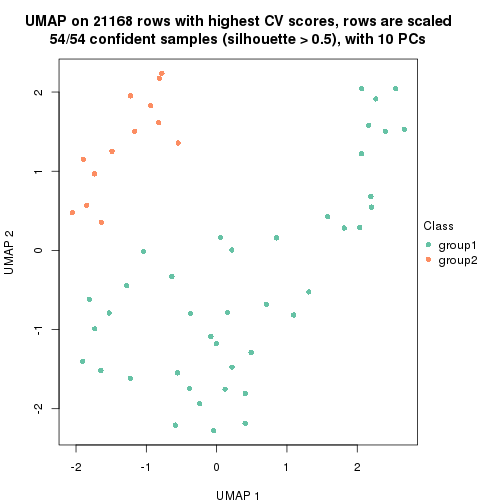 UMAP on 21168 rows with highest CV scores, rows are scaled
54/54 confident samples (silhouette > 0.5), with 10 PCs
2
1
0
-1
-2
UMAP 2
-2
-1
0
1
2
UMAP 1
Class
group1
group2